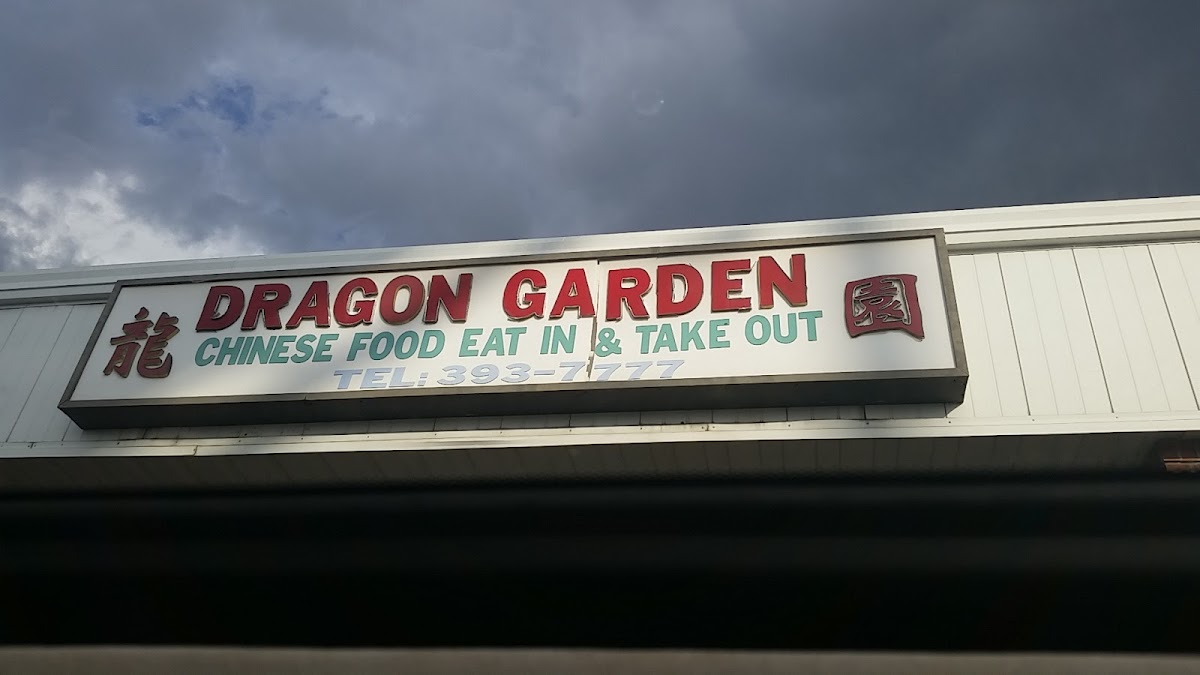 龍 DRAGON GARDEN 園
CHINESE FOOD EAT IN & TAKE OUT
TEL: 393-7777